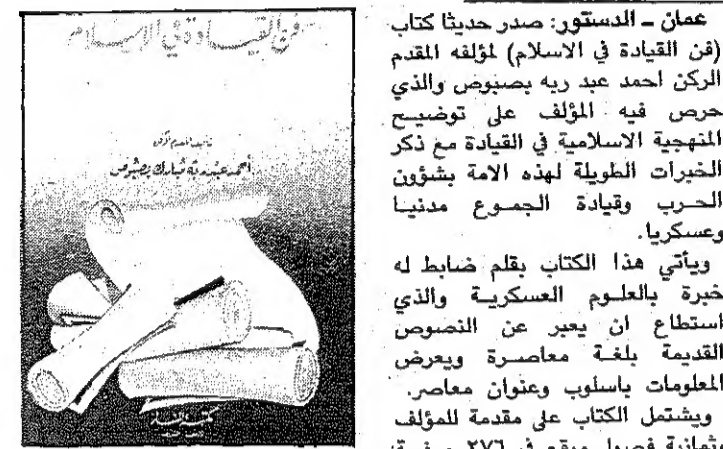 عمان ـ الدستور: صدر حديثا كتاب
(فن القيادة في الاسلام) لمؤلفه المقدم
الركن احمد عبد ربه بصبوص والذي
حرص فيه المؤلف على توضيح
المنهجية الاسلامية في القيادة مع ذكر
الخبرات الطويلة لهذه الامة بشؤون
الحرب وقيادة الجموع مدنيا
وعسكريا.
ويأتي هذا الكتاب بقلم ضابط له
خبرة بالعلوم العسكرية والذي
استطاع ان يعبر عن النصوص
القديمة بلغة معاصرة ويعرض
المعلومات باسلوب وعنوان معاصر.
ويشتمل الكتاب على مقدمة للمؤلف
وثمانية فصول ويقع في ٢٧٦
فن القيادة في الإسلام
أحمد عبد ربه مبارك بصبوص